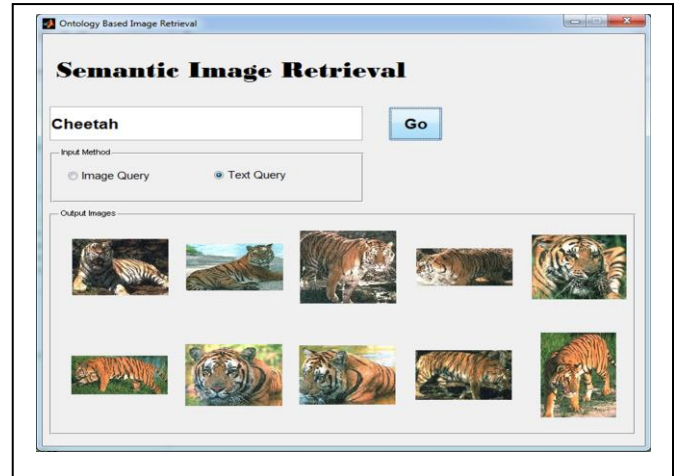 Ontology Based Image Retrieval
Semantic Image Retrieval
Cheetah
Go
Input Method
Image Query
Text Query
Output Images